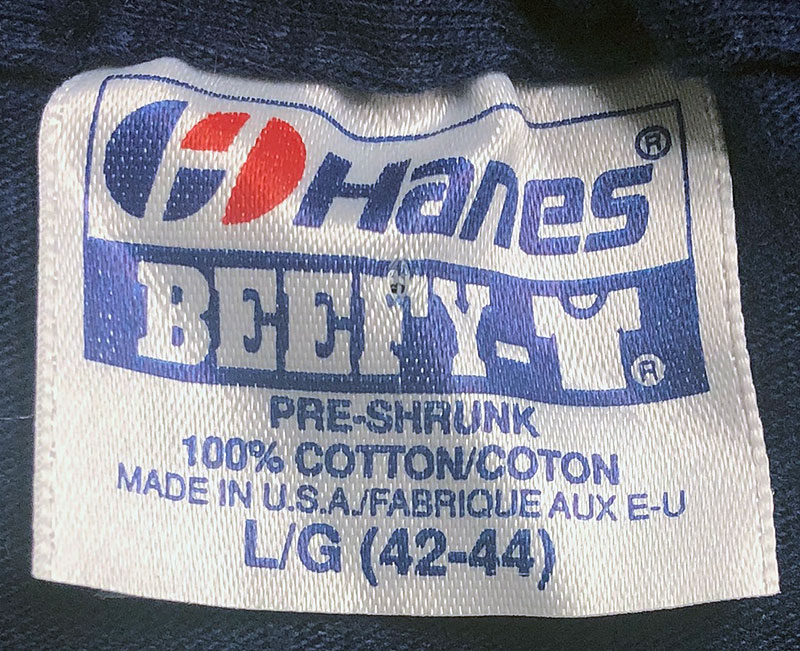 Hanes®
BEEFY-T®
PRE-SHRUNK
100% COTTON/COTON
MADE IN U.S.A./FABRIQUE AUX E-U
L/G (42-44)